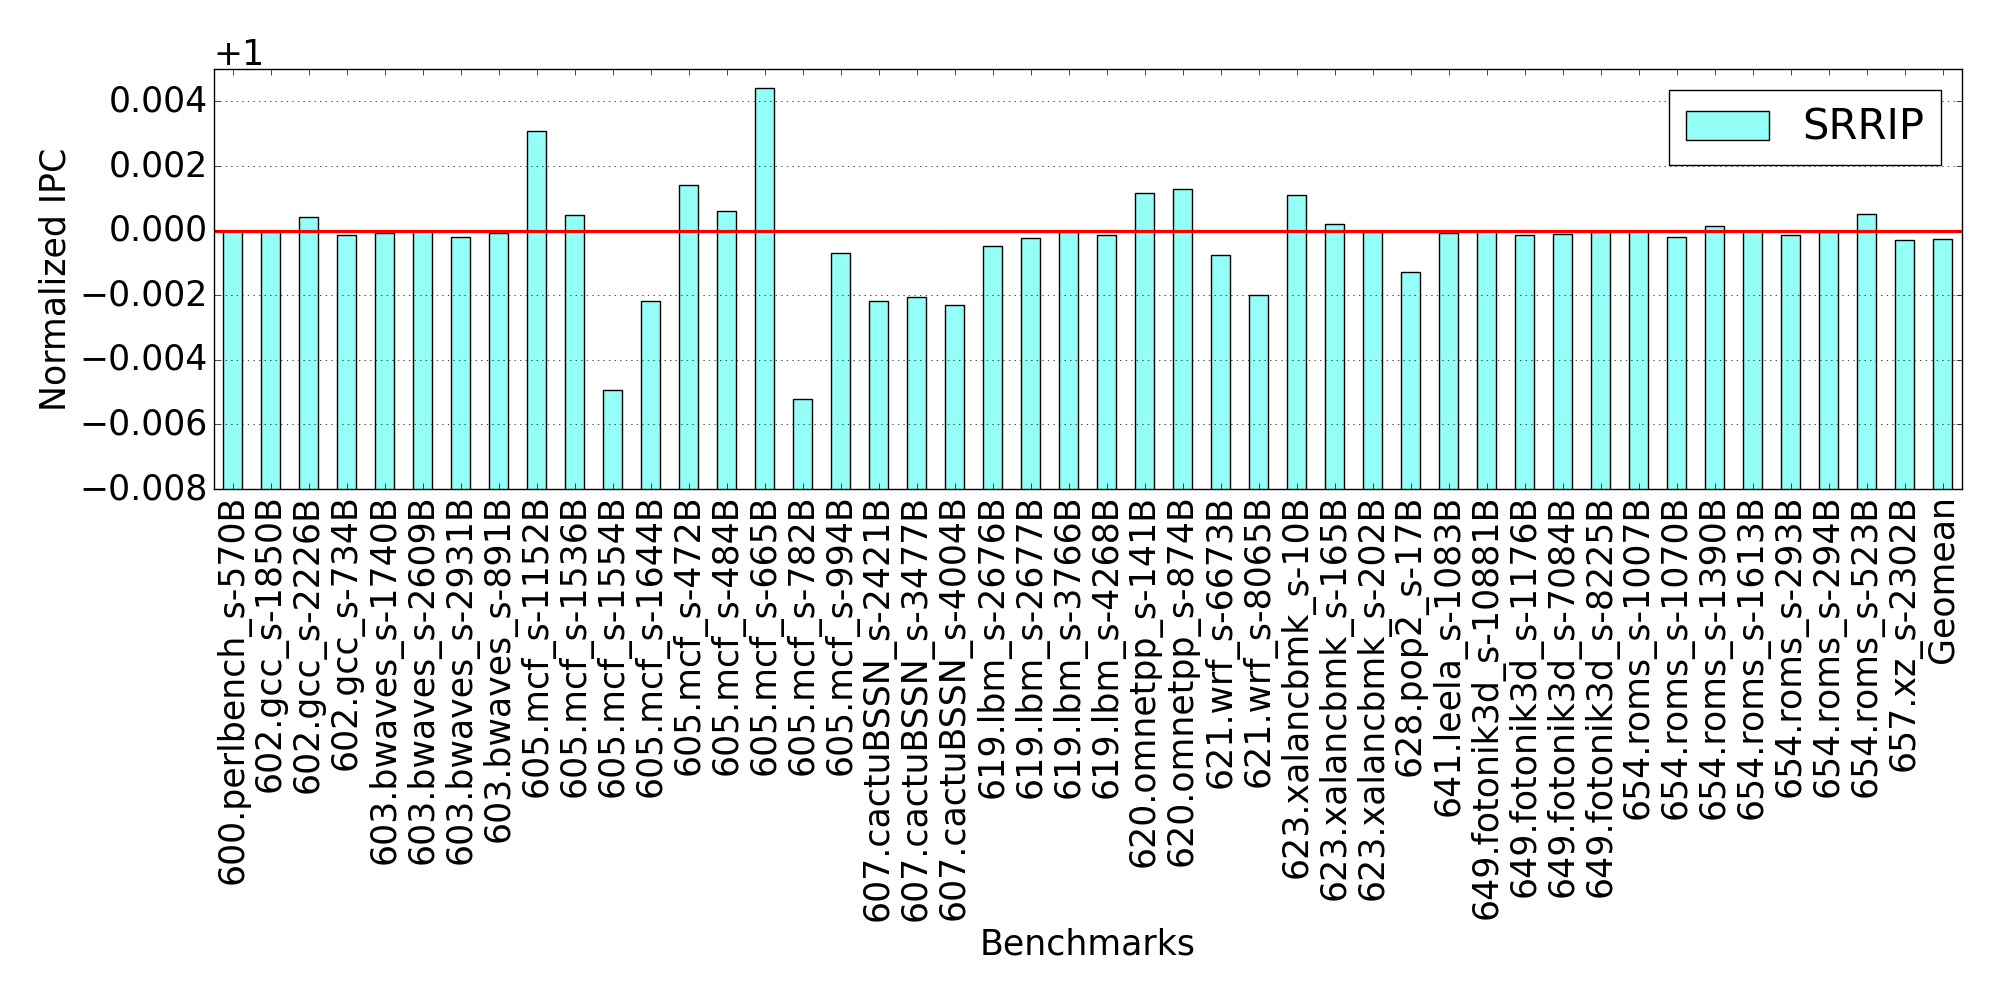 +1
0.004
0.002
0.000
−0.002
−0.004
−0.006
−0.008
Normalized IPC
SRRIP
600.perlbench_s-570B
602.gcc_s-1850B
602.gcc_s-2226B
602.gcc_s-734B
603.bwaves_s-1740B
603.bwaves_s-2609B
603.bwaves_s-2931B
603.bwaves_s-891B
605.mcf_s-1152B
605.mcf_s-1536B
605.mcf_s-1554B
605.mcf_s-1644B
605.mcf_s-472B
605.mcf_s-484B
605.mcf_s-665B
605.mcf_s-782B
605.mcf_s-994B
607.cactuBSSN_s-2421B
607.cactuBSSN_s-3477B
607.cactuBSSN_s-4004B
619.lbm_s-2676B
619.lbm_s-2677B
619.lbm_s-3766B
619.lbm_s-4268B
620.omnetpp_s-141B
620.omnetpp_s-874B
621.wrf_s-6673B
621.wrf_s-8065B
623.xalancbmk_s-10B
623.xalancbmk_s-165B
623.xalancbmk_s-202B
628.pop2_s-17B
641.leela_s-1083B
649.fotonik3d_s-10881B
649.fotonik3d_s-1176B
649.fotonik3d_s-7084B
649.fotonik3d_s-8225B
654.roms_s-1007B
654.roms_s-1070B
654.roms_s-1390B
654.roms_s-1613B
654.roms_s-293B
654.roms_s-294B
654.roms_s-523B
657.xz_s-2302B
Geomean
Benchmarks